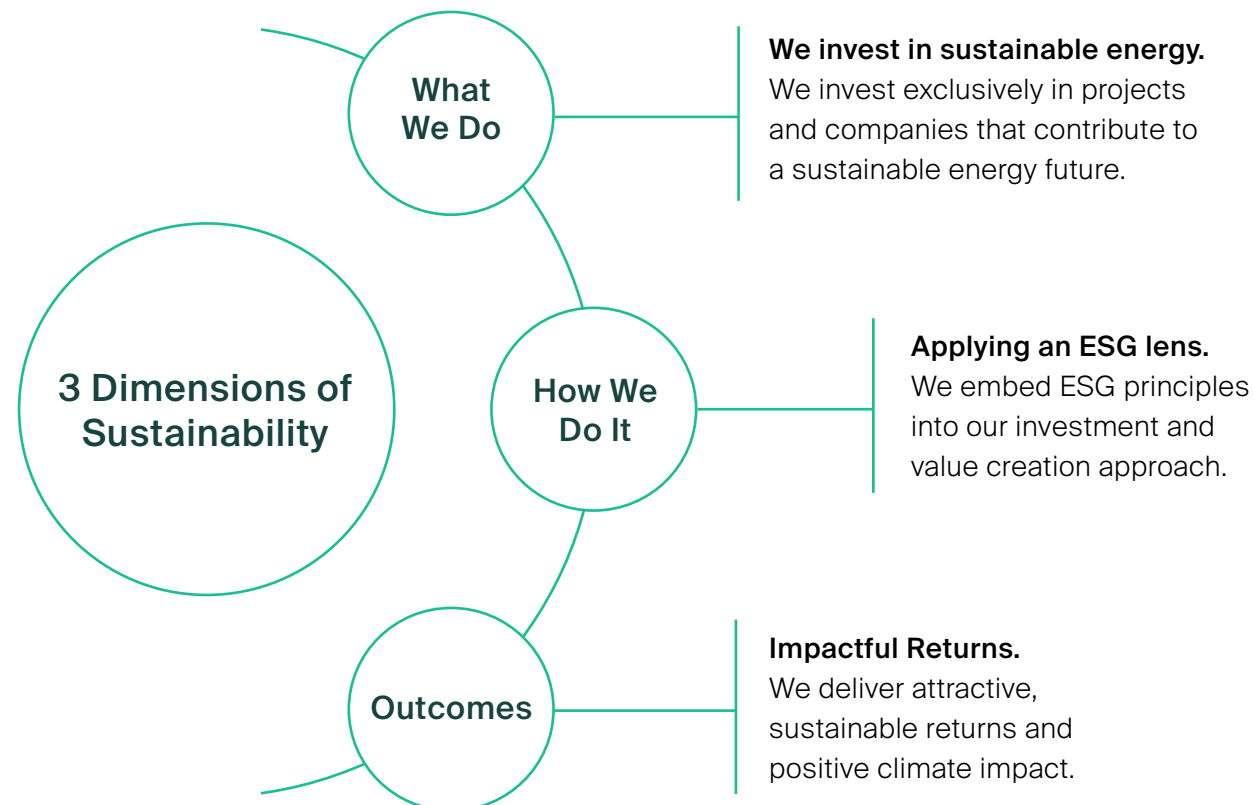 3 Dimensions of
Sustainability
What
We Do
We invest in sustainable energy.
We invest exclusively in projects
and companies that contribute to
a sustainable energy future.
How We
Do It
Applying an ESG lens.
We embed ESG principles
into our investment and
value creation approach.
Outcomes
Impactful Returns.
We deliver attractive,
sustainable returns and
positive climate impact.